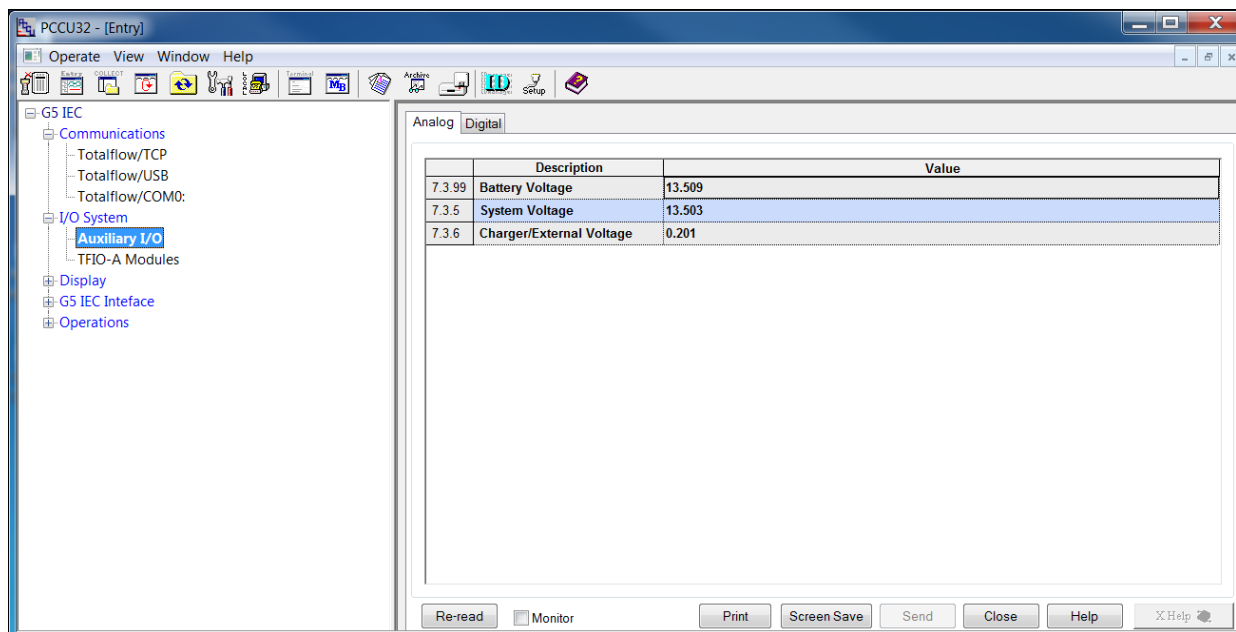 PCCU32 - [Entry]
Operate View Window Help
Entry COLLECT Terminal MB Archive ID Setup
G5 IEC
Communications
Totalflow/TCP
Totalflow/USB
Totalflow/COM0:
I/O System
Auxiliary I/O
TFIO-A Modules
Display
G5 IEC Inteface
Operations
Analog Digital
Description Value
7.3.99 Battery Voltage 13.509
7.3.5 System Voltage 13.503
7.3.6 Charger/External Voltage 0.201
Re-read Monitor Print Screen Save Send Close Help X Help